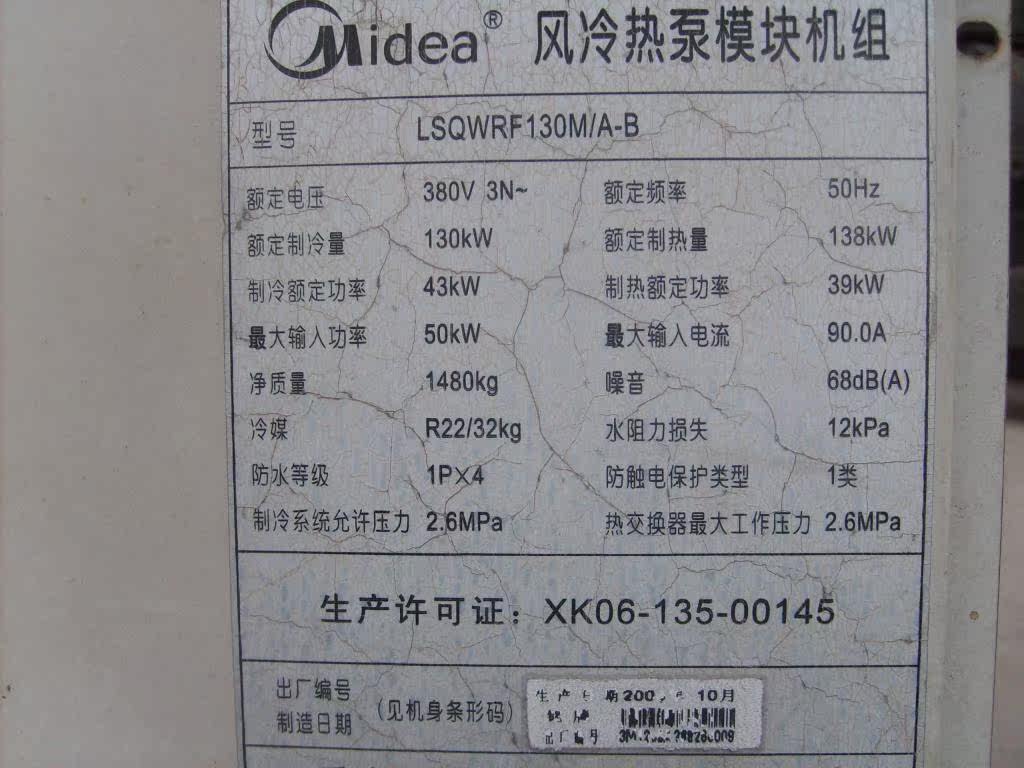 Midea® 风冷热泵模块机组
型号 LSQWRF130M/A-B
额定电压 380V 3N~ 额定频率 50Hz
额定制冷量 130kW 额定制热量 138kW
制冷额定功率 43kW 制热额定功率 39kW
最大输入功率 50kW 最大输入电流 90.0A
净质量 1480kg 噪音 68dB(A)
冷媒 R22/32kg 水阻力损失 12kPa
防水等级 1P×4 防触电保护类型 1类
制冷系统允许压力 2.6MPa 热交换器最大工作压力 2.6MPa
生产许可证：XK06-135-00145
出厂编号
制造日期
(见机身条形码)
生产 期 200 10月